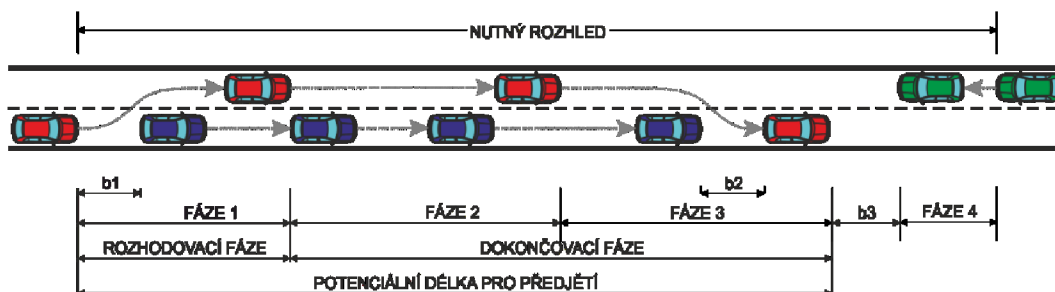 NUTNÝ ROZHLED
b1
b2
FÁZE 1
FÁZE 2
FÁZE 3
b3
FÁZE 4
ROZHODOVACÍ FÁZE
DOKONČOVACÍ FÁZE
POTENCIÁLNÍ DÉLKA PRO PŘEDJĚTÍ